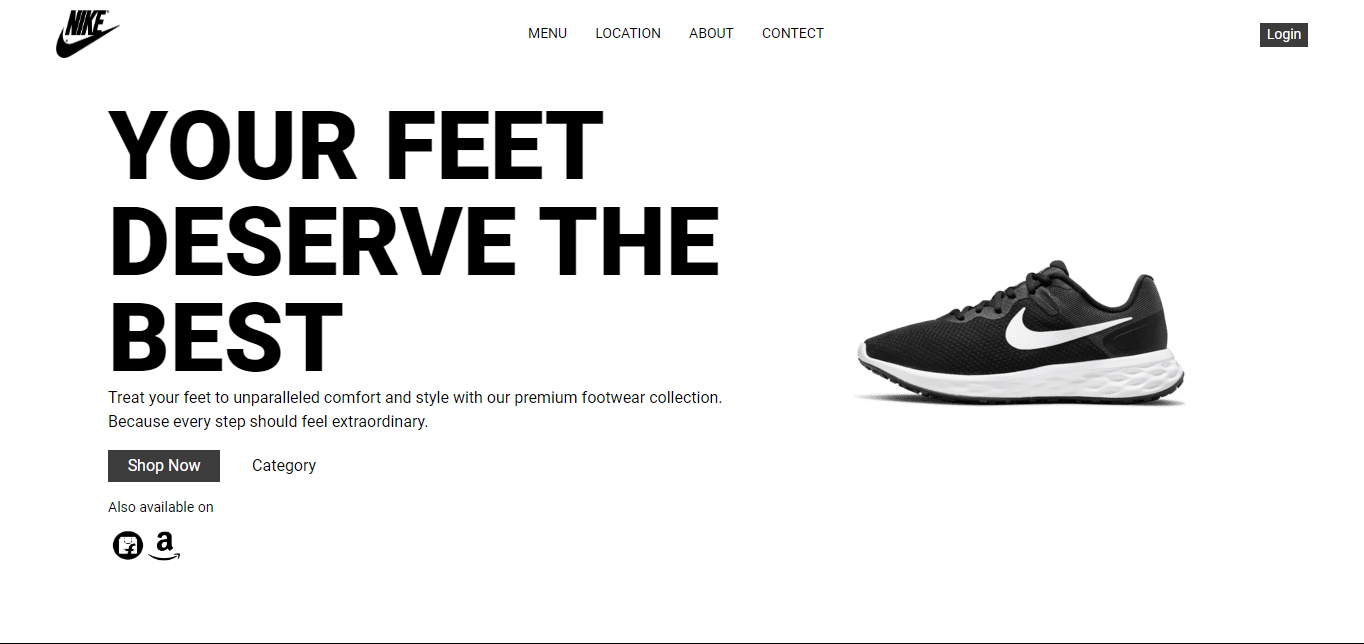 NIKE
MENU LOCATION ABOUT CONTECT
Login
YOUR FEET
DESERVE THE
BEST
Treat your feet to unparalleled comfort and style with our premium footwear collection.
Because every step should feel extraordinary.
Shop Now Category
Also available on
a